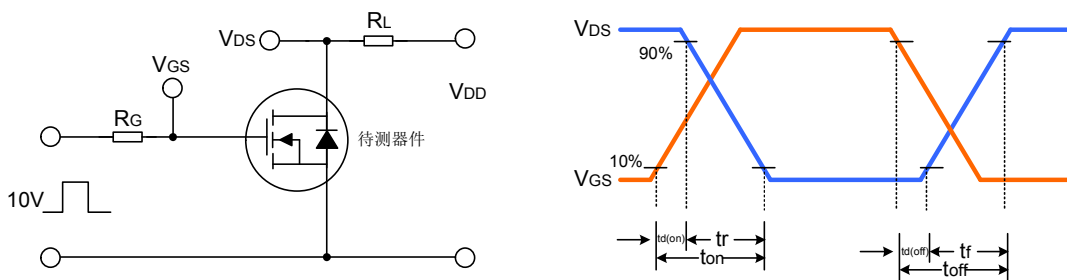 VDS
RL
VGS
VDD
RG
待测器件
10V
VDS
90%
10%
VGS
td(on)
tr
ton
td(off)
tf
toff